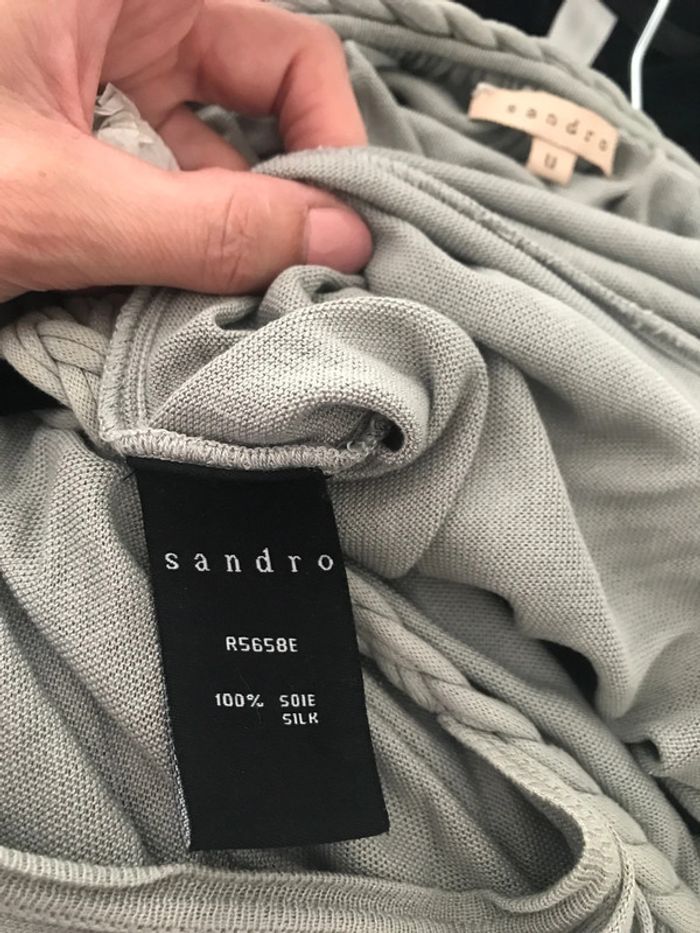 sandro
U
sandro
R5658E
100% SOIE
SILK